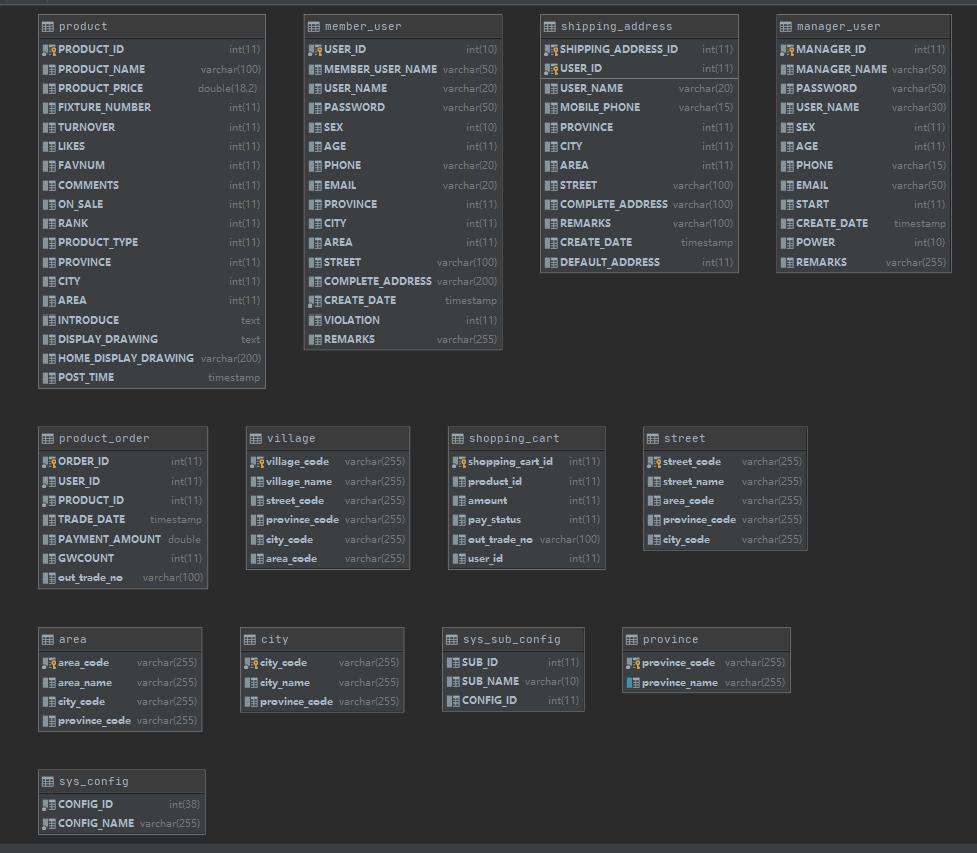 product
PRODUCT_ID int(11)
PRODUCT_NAME varchar(100)
PRODUCT_PRICE double(18,2)
FIXTURE_NUMBER int(11)
TURNOVER int(11)
LIKES int(11)
FAVNUM int(11)
COMMENTS int(11)
ON_SALE int(11)
RANK int(11)
PRODUCT_TYPE int(11)
PROVINCE int(11)
CITY int(11)
AREA int(11)
INTRODUCE text
DISPLAY_DRAWING text
HOME_DISPLAY_DRAWING varchar(200)
POST_TIME timestamp
member_user
USER_ID int(10)
MEMBER_USER_NAME varchar(50)
USER_NAME varchar(20)
PASSWORD varchar(50)
SEX int(10)
AGE int(11)
PHONE varchar(20)
EMAIL varchar(20)
PROVINCE int(11)
CITY int(11)
AREA int(11)
STREET varchar(100)
COMPLETE_ADDRESS varchar(200)
CREATE_DATE timestamp
VIOLATION int(11)
REMARKS varchar(255)
shipping_address
SHIPPING_ADDRESS_ID int(11)
USER_ID int(11)
USER_NAME varchar(20)
MOBILE_PHONE varchar(15)
PROVINCE int(11)
CITY int(11)
AREA int(11)
STREET varchar(100)
COMPLETE_ADDRESS varchar(100)
REMARKS varchar(100)
CREATE_DATE timestamp
DEFAULT_ADDRESS int(11)
manager_user
MANAGER_ID int(11)
MANAGER_NAME varchar(50)
PASSWORD varchar(50)
USER_NAME varchar(30)
SEX int(11)
AGE int(11)
PHONE varchar(15)
EMAIL varchar(50)
START int(11)
CREATE_DATE timestamp
POWER int(10)
REMARKS varchar(255)
product_order
ORDER_ID int(11)
USER_ID int(11)
PRODUCT_ID int(11)
TRADE_DATE timestamp
PAYMENT_AMOUNT double
GWCOUNT int(11)
out_trade_no varchar(100)
village
village_code varchar(255)
village_name varchar(255)
street_code varchar(255)
province_code varchar(255)
city_code varchar(255)
area_code varchar(255)
shopping_cart
shopping_cart_id int(11)
product_id int(11)
amount int(11)
pay_status int(11)
out_trade_no varchar(100)
user_id int(11)
street
street_code varchar(255)
street_name varchar(255)
area_code varchar(255)
province_code varchar(255)
city_code varchar(255)
area
area_code varchar(255)
area_name varchar(255)
city_code varchar(255)
province_code varchar(255)
city
city_code varchar(255)
city_name varchar(255)
province_code varchar(255)
sys_sub_config
SUB_ID int(11)
SUB_NAME varchar(10)
CONFIG_ID int(11)
province
province_code varchar(255)
province_name varchar(255)
sys_config
CONFIG_ID int(38)
CONFIG_NAME varchar(255)